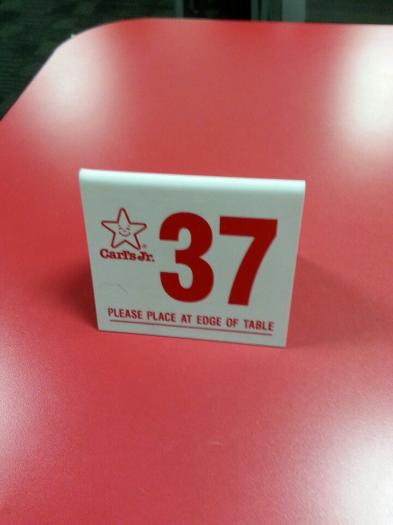 37
Carl's Jr.®
PLEASE PLACE AT EDGE OF TABLE